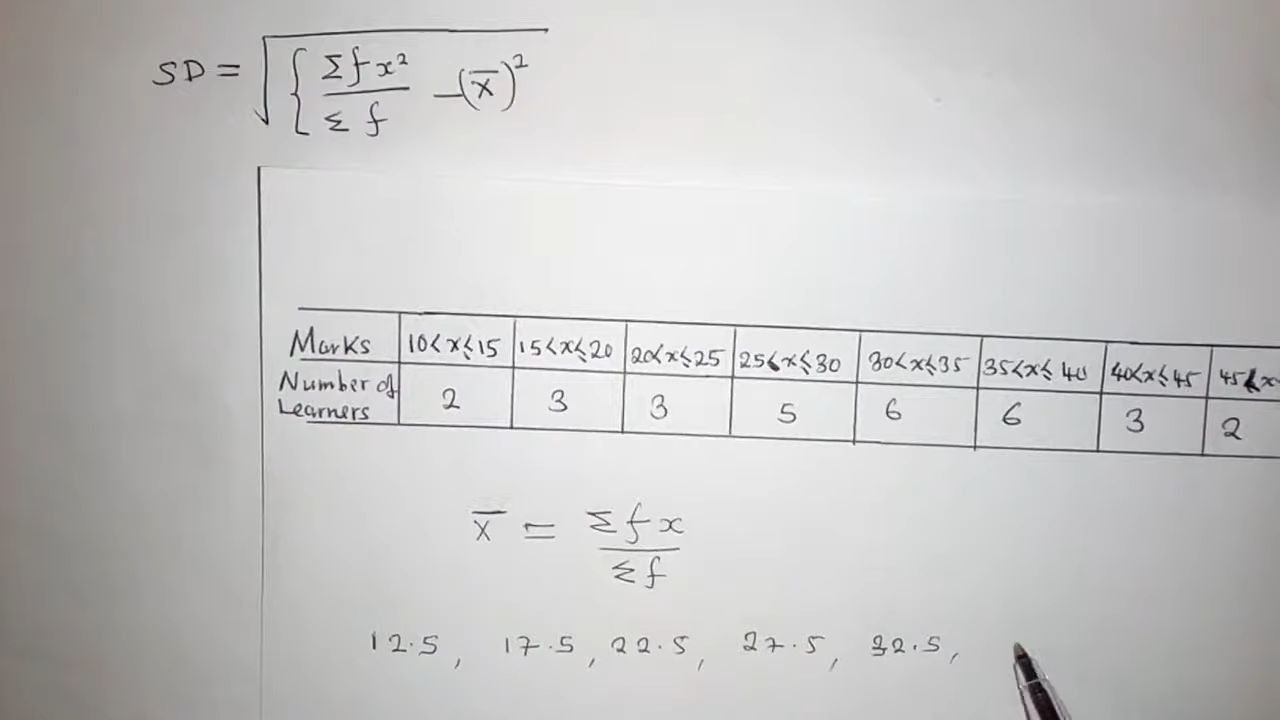 SD = √{ Σfx² / Σf - (x̄)²
Marks 10<x≤15 15<x≤20 20<x≤25 25<x≤30 30<x≤35 35<x≤40 40<x≤45 45<x
Number of Learners 2 3 3 5 6 6 3 2
x̄ = Σfx / Σf
12.5, 17.5, 22.5, 27.5, 32.5,